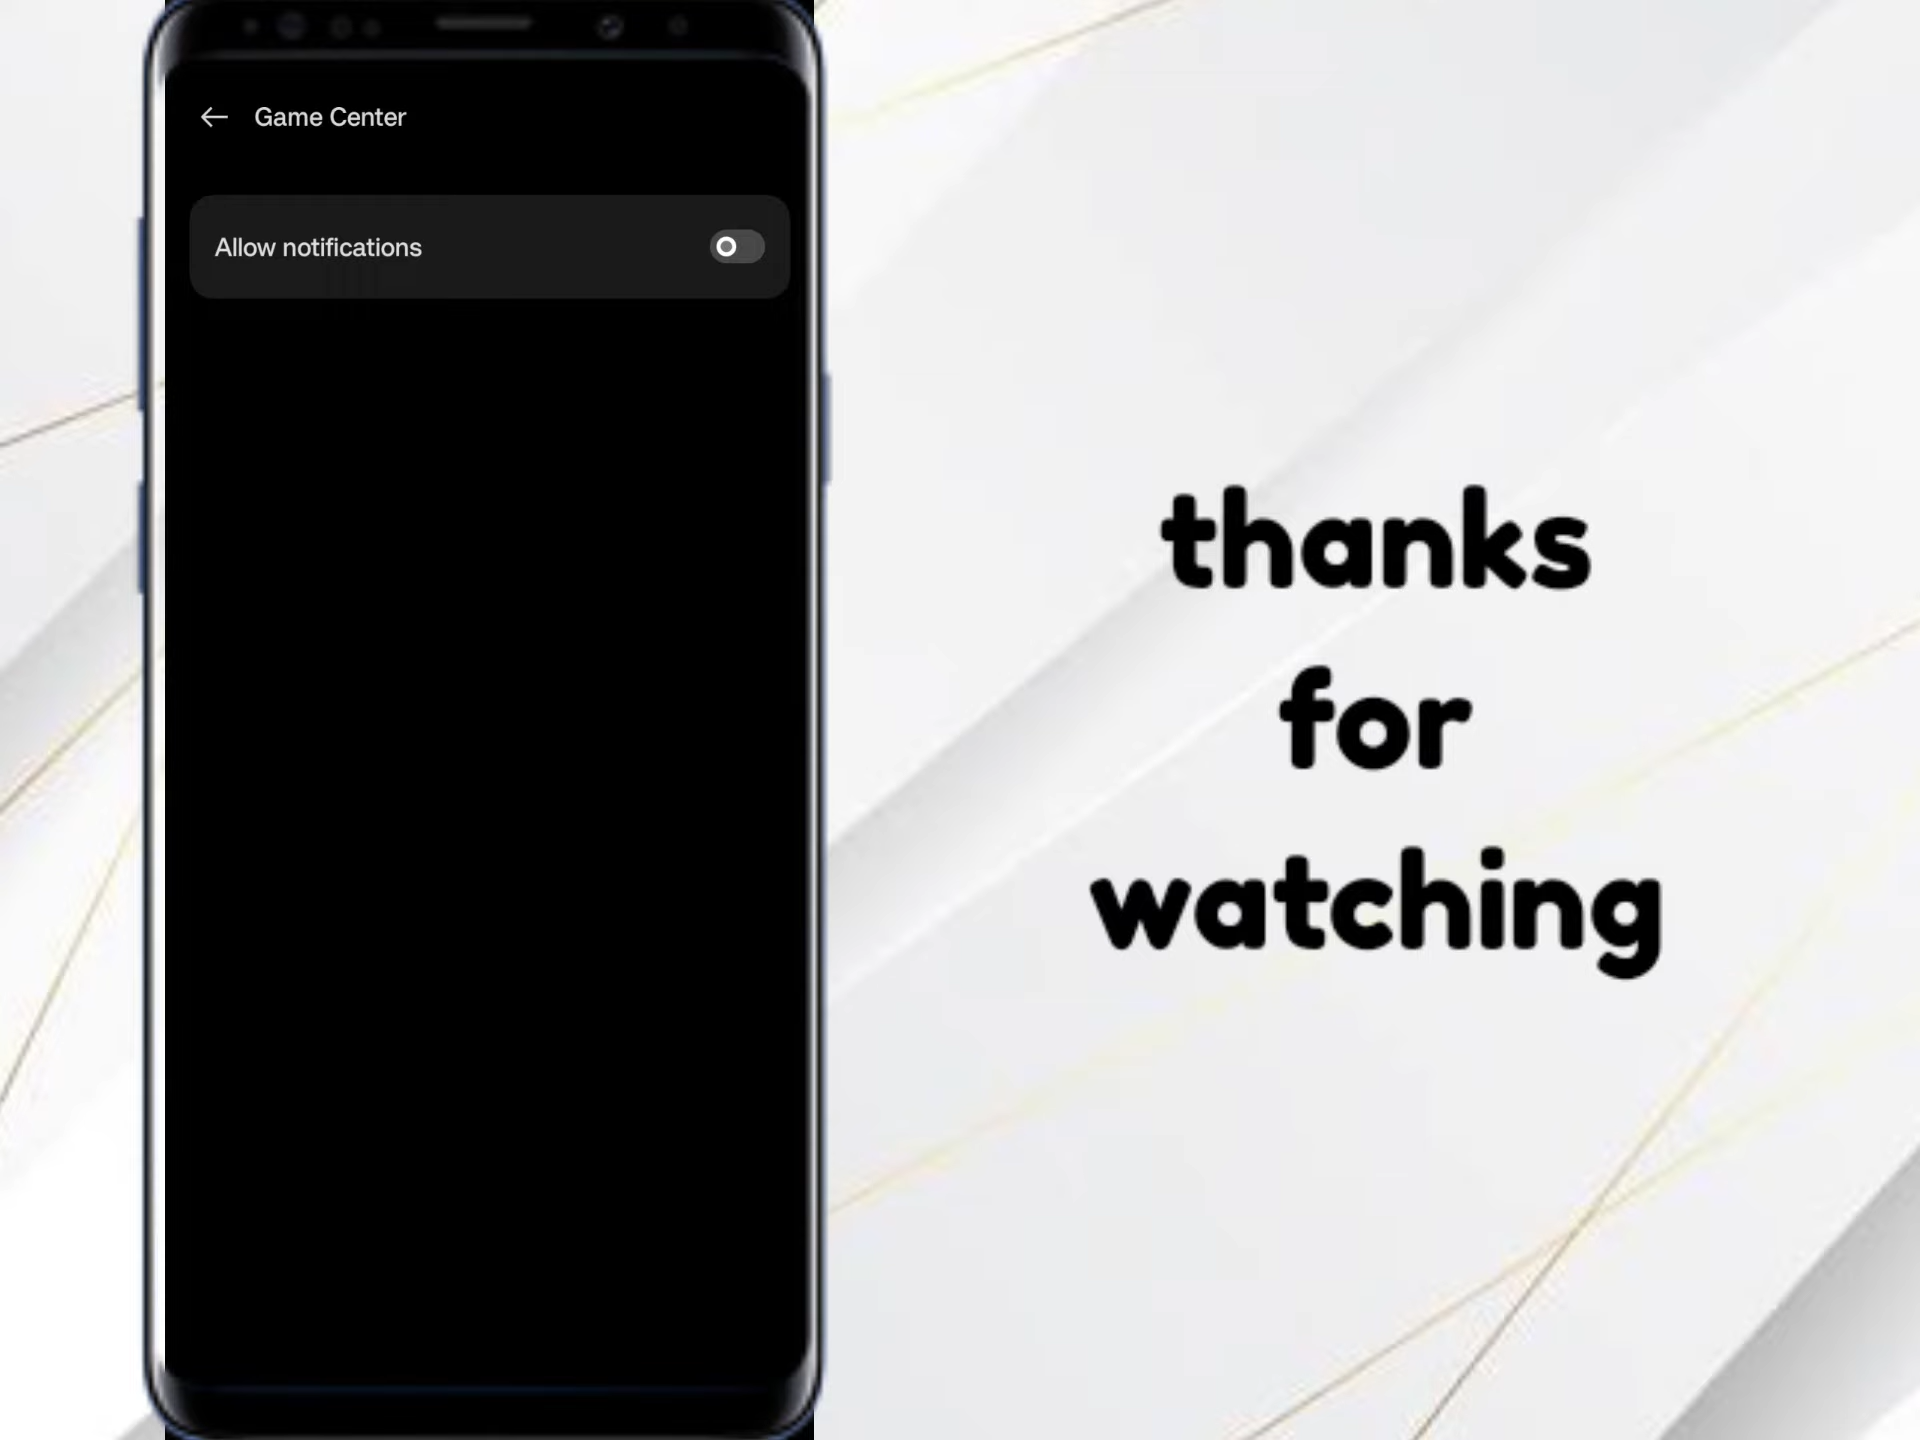 Game Center
Allow notifications
thanks
for
watching